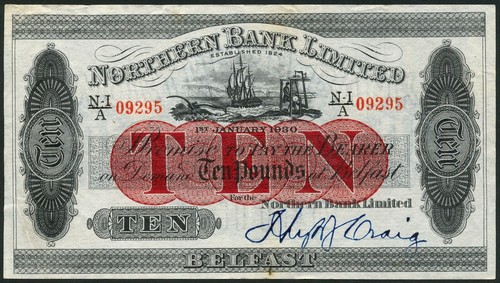 NORTHERN BANK LIMITED
ESTABLISHED 1824
N-I/A 09295
N-I/A 09295
1ST JANUARY 1930
Promise to pay the Bearer
on Demand Ten Pounds at Belfast
TEN
Ten
Ten
For the Northern Bank Limited
TEN
H Craig
BELFAST